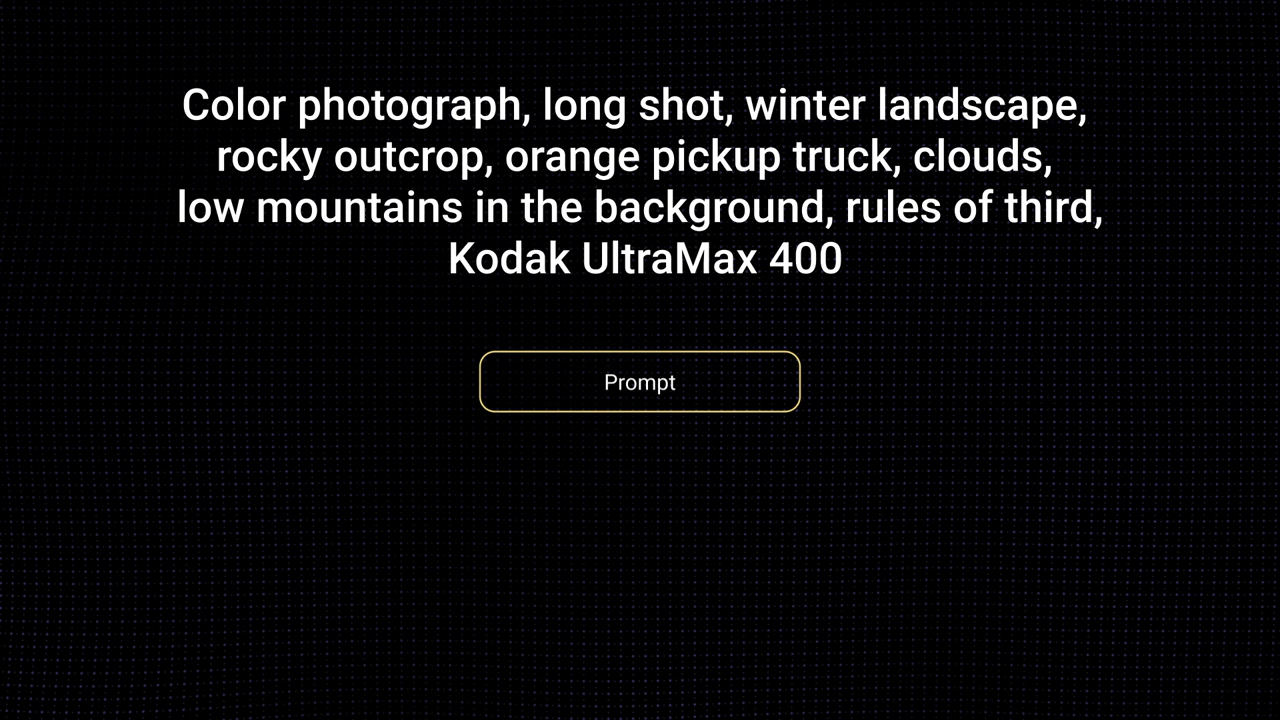 Color photograph, long shot, winter landscape,
rocky outcrop, orange pickup truck, clouds,
low mountains in the background, rules of third,
Kodak UltraMax 400
Prompt